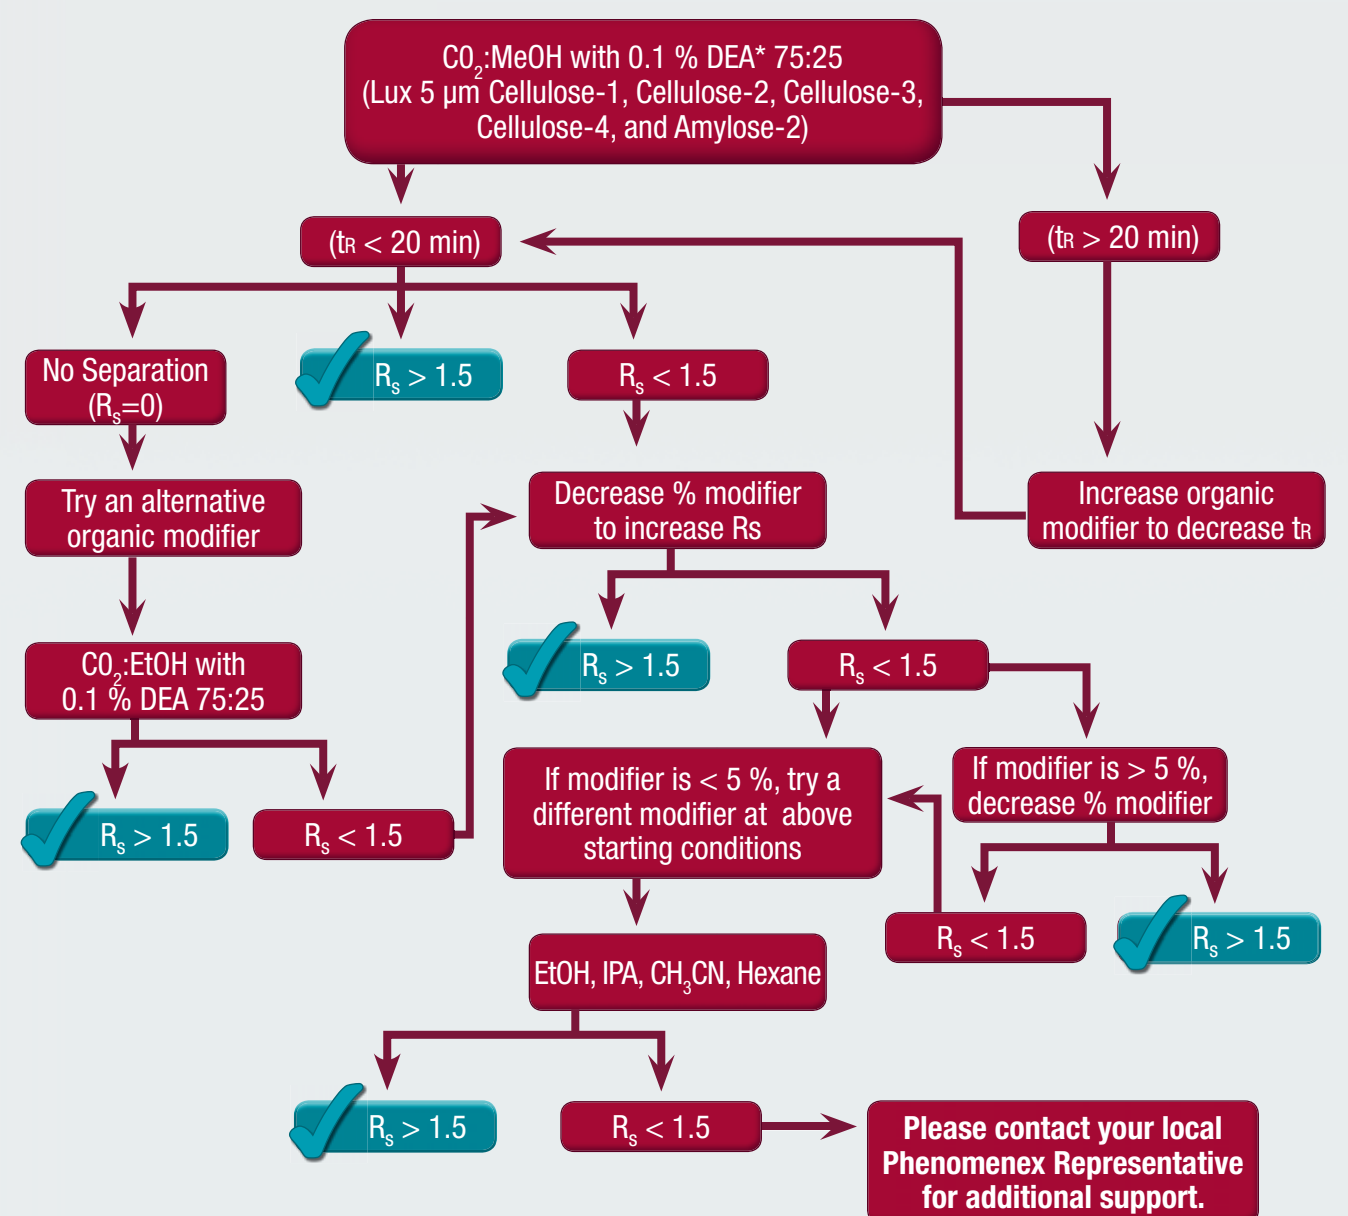 C0₂:MeOH with 0.1 % DEA* 75:25
(Lux 5 µm Cellulose-1, Cellulose-2, Cellulose-3,
Cellulose-4, and Amylose-2)
(tR < 20 min)
(tR > 20 min)
No Separation
(Rₛ=0)
Rₛ > 1.5
Rₛ < 1.5
Try an alternative
organic modifier
Decrease % modifier
to increase Rs
Increase organic
modifier to decrease tR
C0₂:EtOH with
0.1 % DEA 75:25
Rₛ > 1.5
Rₛ < 1.5
If modifier is < 5 %, try a
different modifier at above
starting conditions
If modifier is > 5 %,
decrease % modifier
Rₛ > 1.5
Rₛ < 1.5
Rₛ < 1.5
Rₛ > 1.5
EtOH, IPA, CH₃CN, Hexane
Rₛ > 1.5
Rₛ < 1.5
Please contact your local
Phenomenex Representative
for additional support.